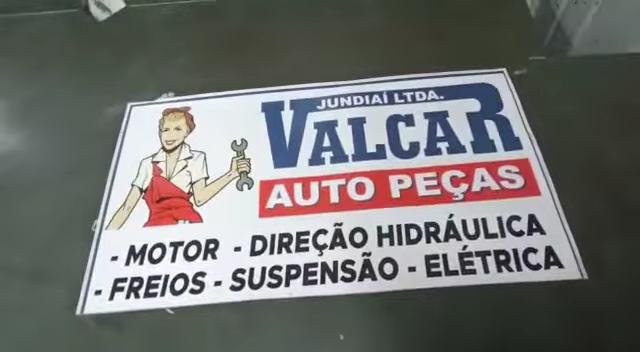 JUNDIAÍ LTDA.
VALCAR
AUTO PEÇAS
- MOTOR - DIREÇÃO HIDRÁULICA
- FREIOS - SUSPENSÃO - ELÉTRICA